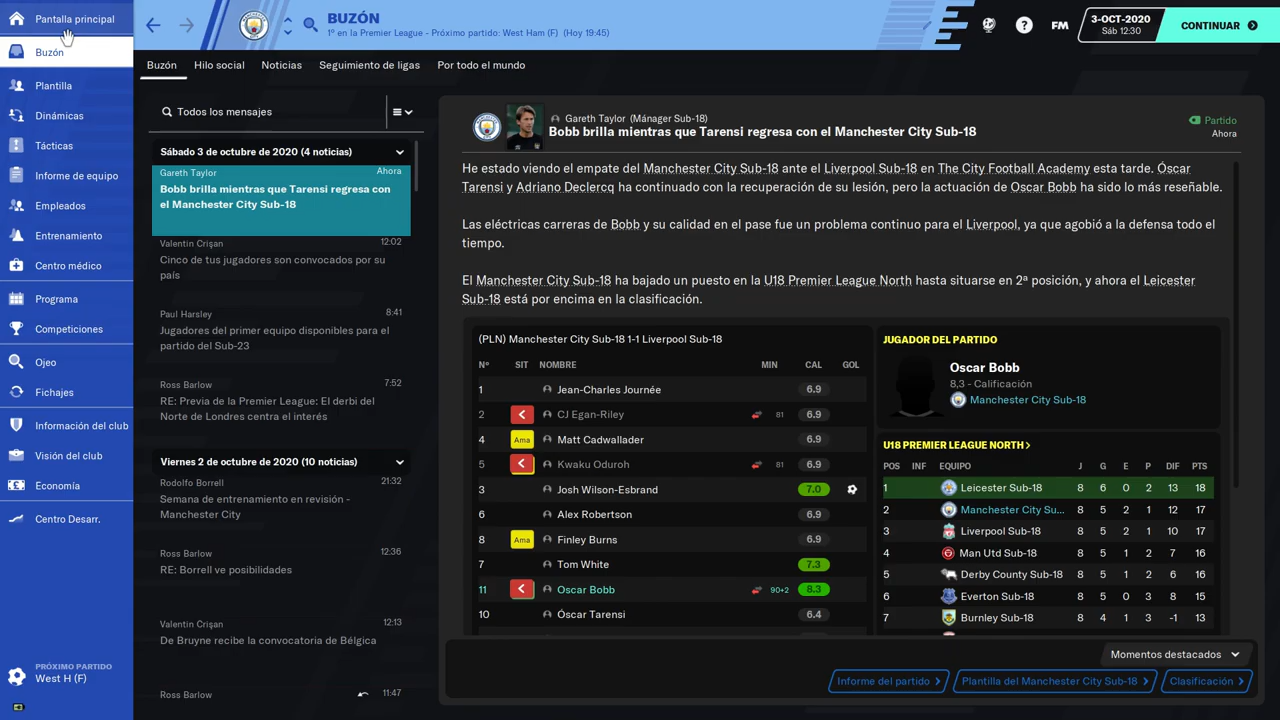 Pantalla principal
Buzón
Plantilla
Dinámicas
Tácticas
Informe de equipo
Empleados
Entrenamiento
Centro médico
Programa
Competiciones
Ojeo
Fichajes
Información del club
Visión del club
Economía
Centro Desarr.
PRÓXIMO PARTIDO
West H (F)
BUZÓN
1º en la Premier League - Próximo partido: West Ham (F) (Hoy 19:45)
FM
3-OCT-2020
Sáb 12:30
CONTINUAR
Buzón Hilo social Noticias Seguimiento de ligas Por todo el mundo
Todos los mensajes
Sábado 3 de octubre de 2020 (4 noticias)
Gareth Taylor Ahora
Bobb brilla mientras que Tarensi regresa con
el Manchester City Sub-18
Valentin Crișan 12:02
Cinco de tus jugadores son convocados por su
país
Paul Harsley 8:41
Jugadores del primer equipo disponibles para el
partido del Sub-23
Ross Barlow 7:52
RE: Previa de la Premier League: El derbi del
Norte de Londres centra el interés
Viernes 2 de octubre de 2020 (10 noticias)
Rodolfo Borrell 21:32
Semana de entrenamiento en revisión -
Manchester City
Ross Barlow 12:36
RE: Borrell ve posibilidades
Valentin Crișan 12:13
De Bruyne recibe la convocatoria de Bélgica
Ross Barlow 11:47
Gareth Taylor (Mánager Sub-18)
Bobb brilla mientras que Tarensi regresa con el Manchester City Sub-18
Partido
Ahora
He estado viendo el empate del Manchester City Sub-18 ante el Liverpool Sub-18 en The City Football Academy esta tarde. Óscar
Tarensi y Adriano Declercq ha continuado con la recuperación de su lesión, pero la actuación de Oscar Bobb ha sido lo más reseñable.
Las eléctricas carreras de Bobb y su calidad en el pase fue un problema continuo para el Liverpool, ya que agobió a la defensa todo el
tiempo.
El Manchester City Sub-18 ha bajado un puesto en la U18 Premier League North hasta situarse en 2ª posición, y ahora el Leicester
Sub-18 está por encima en la clasificación.
(PLN) Manchester City Sub-18 1-1 Liverpool Sub-18
Nº SIT NOMBRE MIN CAL GOL
1 Jean-Charles Journée 6.9
2 CJ Egan-Riley 81 6.9
4 Ama Matt Cadwallader 6.9
5 Kwaku Oduroh 81 6.9
3 Josh Wilson-Esbrand 7.0
6 Alex Robertson 6.9
8 Ama Finley Burns 6.9
7 Tom White 7.3
11 Oscar Bobb 90+2 8.3
10 Óscar Tarensi 6.4
JUGADOR DEL PARTIDO
Oscar Bobb
8,3 - Calificación
Manchester City Sub-18
U18 PREMIER LEAGUE NORTH
POS INF EQUIPO J G E P DIF PTS
1 Leicester Sub-18 8 6 0 2 13 18
2 Manchester City Su... 8 5 2 1 12 17
3 Liverpool Sub-18 8 5 2 1 10 17
4 Man Utd Sub-18 8 5 1 2 7 16
5 Derby County Sub-18 8 5 1 2 6 16
6 Everton Sub-18 8 5 0 3 8 15
7 Burnley Sub-18 8 4 1 3 -1 13
Momentos destacados
Informe del partido Plantilla del Manchester City Sub-18 Clasificación